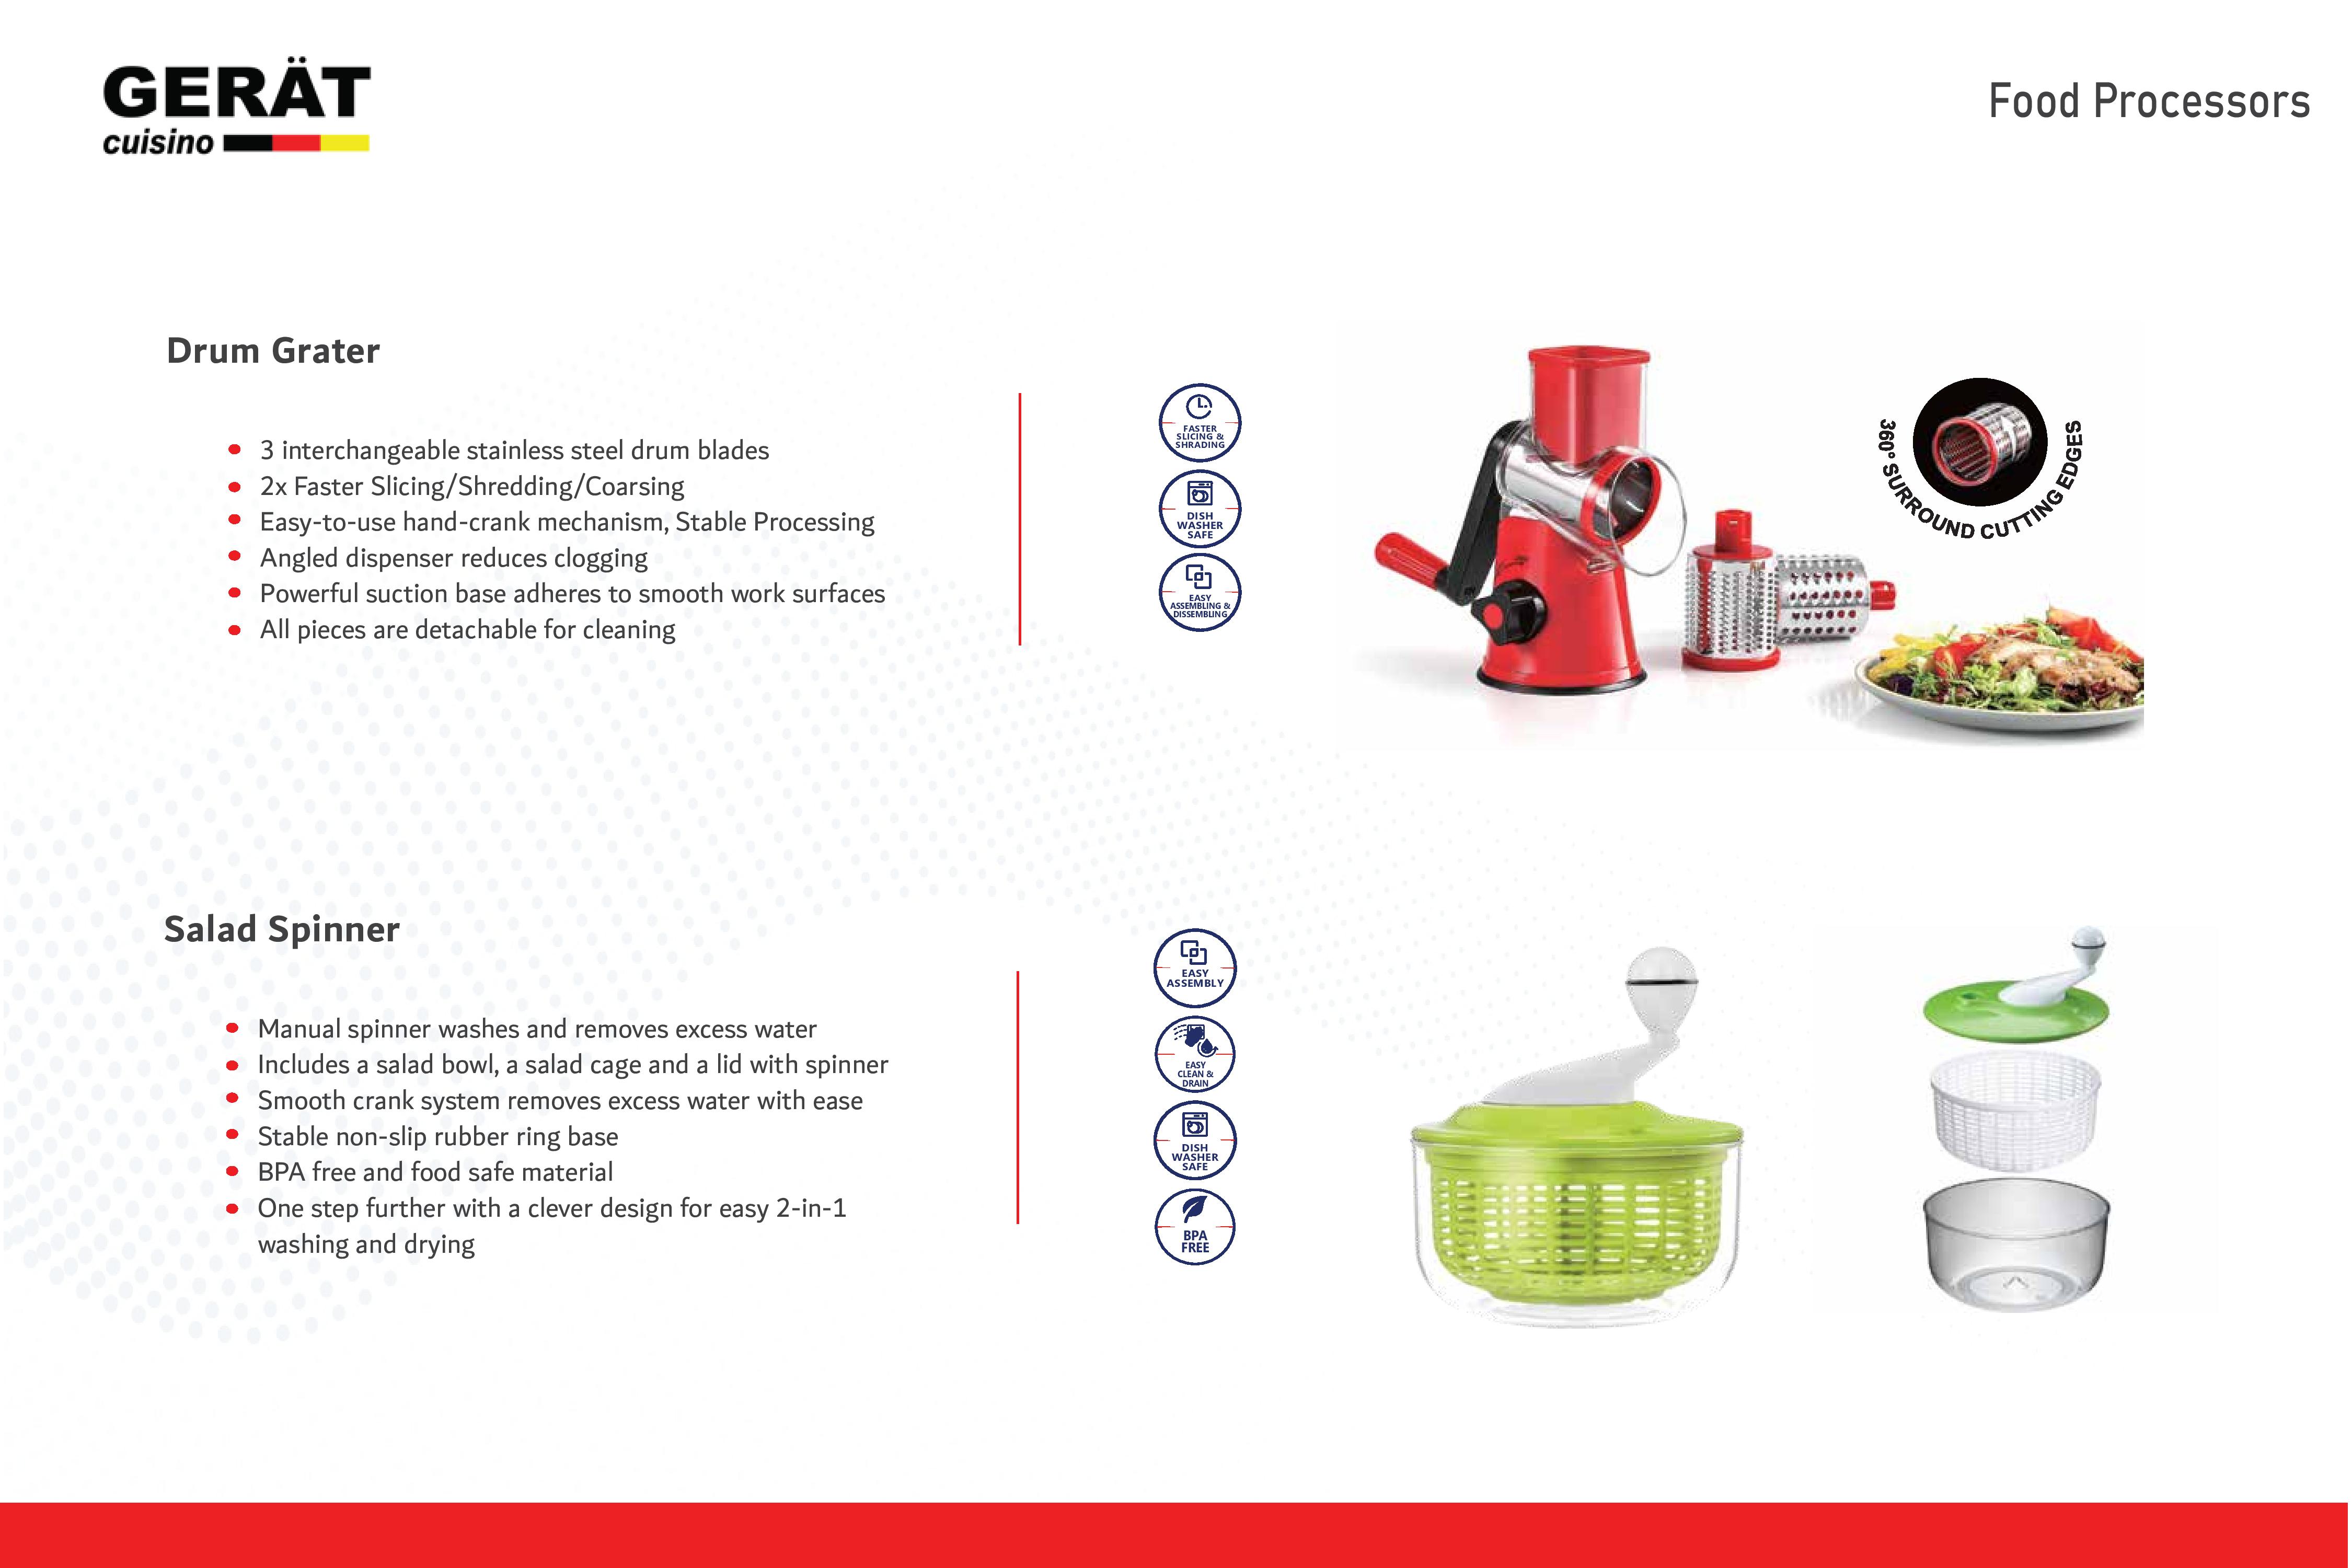 GERÄT
cuisino
Food Processors
Drum Grater
3 interchangeable stainless steel drum blades
2x Faster Slicing/Shredding/Coarsing
Easy-to-use hand-crank mechanism, Stable Processing
Angled dispenser reduces clogging
Powerful suction base adheres to smooth work surfaces
All pieces are detachable for cleaning
FASTER
SLICING &
SHRADING
DISH
WASHER
SAFE
EASY
ASSEMBLING &
DISSEMBLING
360° SURROUND CUTTING EDGES
Salad Spinner
Manual spinner washes and removes excess water
Includes a salad bowl, a salad cage and a lid with spinner
Smooth crank system removes excess water with ease
Stable non-slip rubber ring base
BPA free and food safe material
One step further with a clever design for easy 2-in-1
washing and drying
EASY
ASSEMBLY
EASY
CLEAN &
DRAIN
DISH
WASHER
SAFE
BPA
FREE